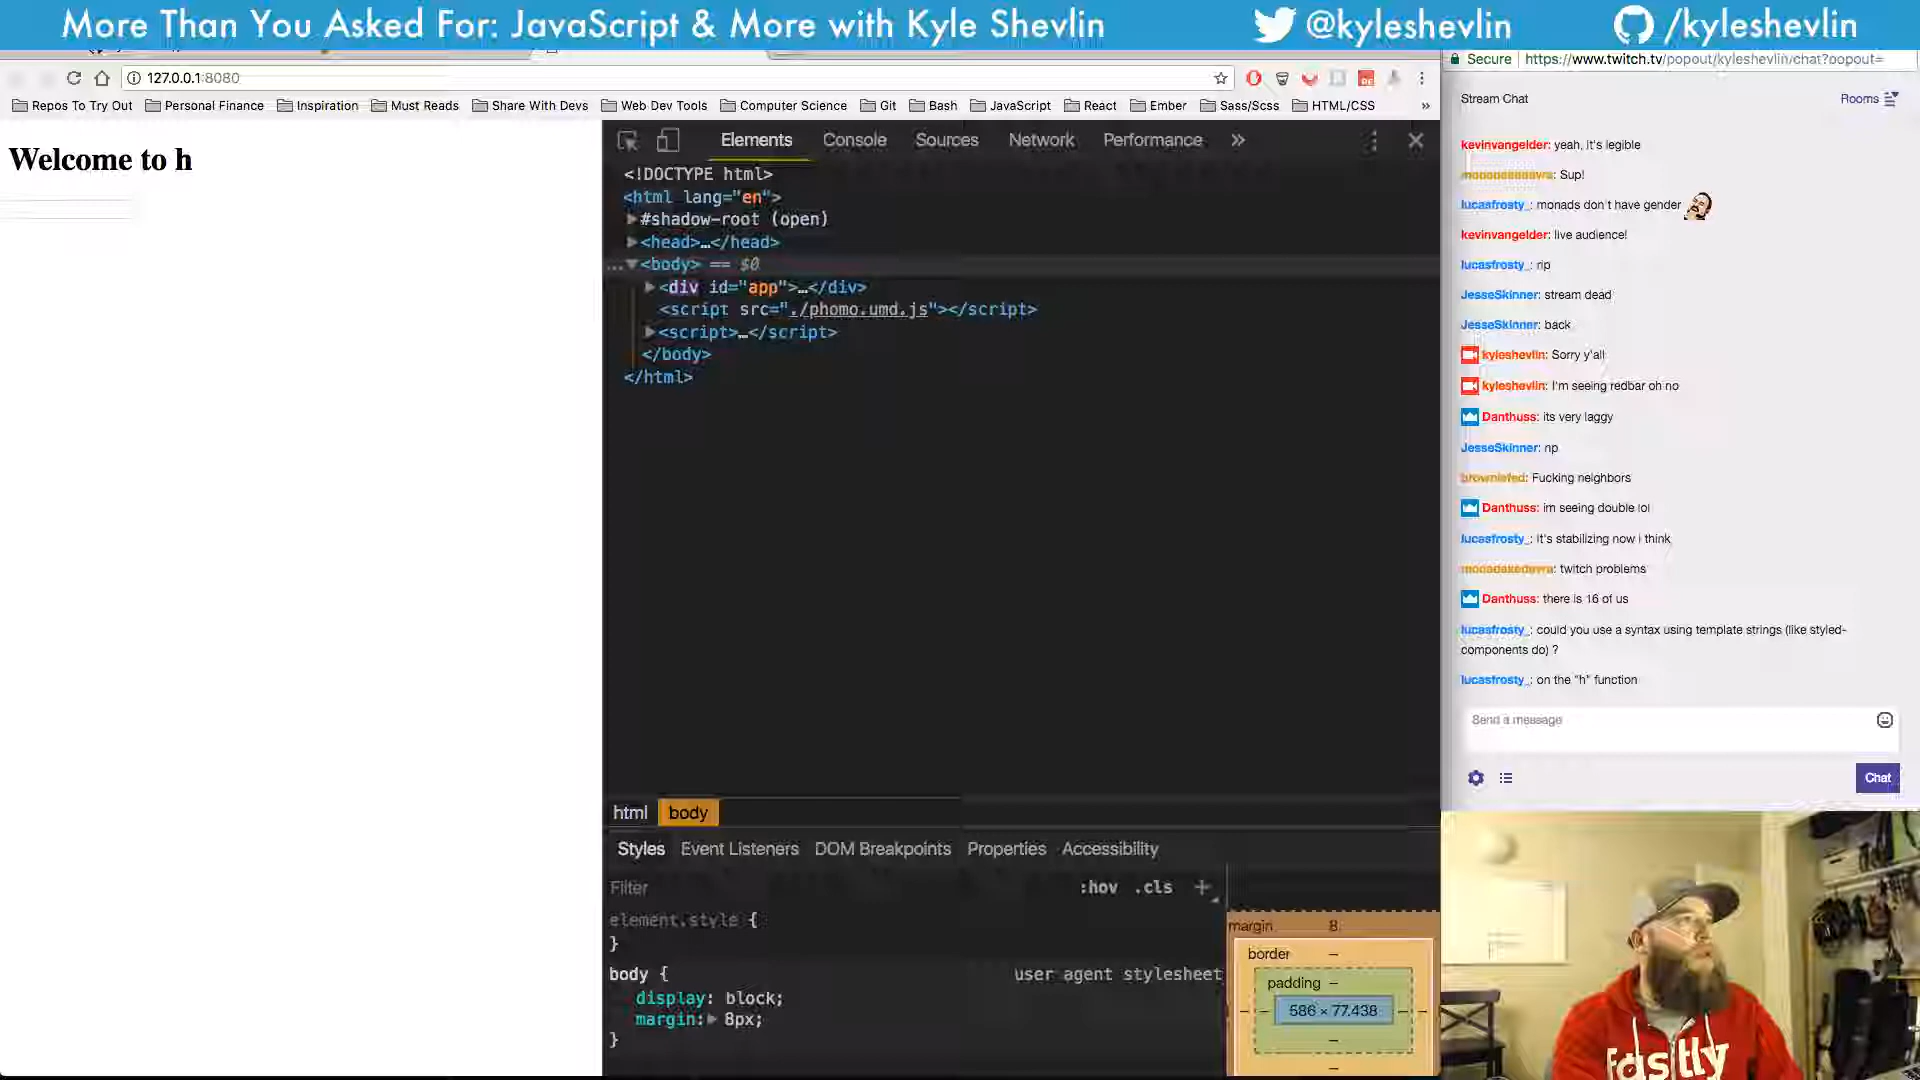 More Than You Asked For: JavaScript & More with Kyle Shevlin
@kyleshevlin
/kyleshevlin
127.0.0.1:8080
Repos To Try Out
Personal Finance
Inspiration
Must Reads
Share With Devs
Web Dev Tools
Computer Science
Git
Bash
JavaScript
React
Ember
Sass/Scss
HTML/CSS
»
Welcome to h
Elements
Console
Sources
Network
Performance
»
<!DOCTYPE html>
<html lang="en">
#shadow-root (open)
<head>…</head>
<body> == $0
<div id="app">…</div>
<script src="./phomo.umd.js"></script>
<script>…</script>
</body>
</html>
html
body
Styles
Event Listeners
DOM Breakpoints
Properties
Accessibility
Filter
:hov
.cls
+
element.style {
}
body {
user agent stylesheet
display: block;
margin: 8px;
}
margin
8
border
–
padding
–
586 × 77.438
Secure
https://www.twitch.tv/popout/kyleshevlin/chat?popout=
Stream Chat
Rooms
kevinvangelder: yeah, it's legible
: Sup!
lucasfrosty_: monads don't have gender
kevinvangelder: live audience!
lucasfrosty_: rip
JesseSkinner: stream dead
JesseSkinner: back
kyleshevlin: Sorry y'all
kyleshevlin: I'm seeing redbar oh no
Danthuss: its very laggy
JesseSkinner: np
: Fucking neighbors
Danthuss: im seeing double lol
lucasfrosty_: it's stabilizing now i think
: twitch problems
Danthuss: there is 16 of us
lucasfrosty_: could you use a syntax using template strings (like styled-
components do) ?
lucasfrosty_: on the "h" function
Send a message
Chat
fastly